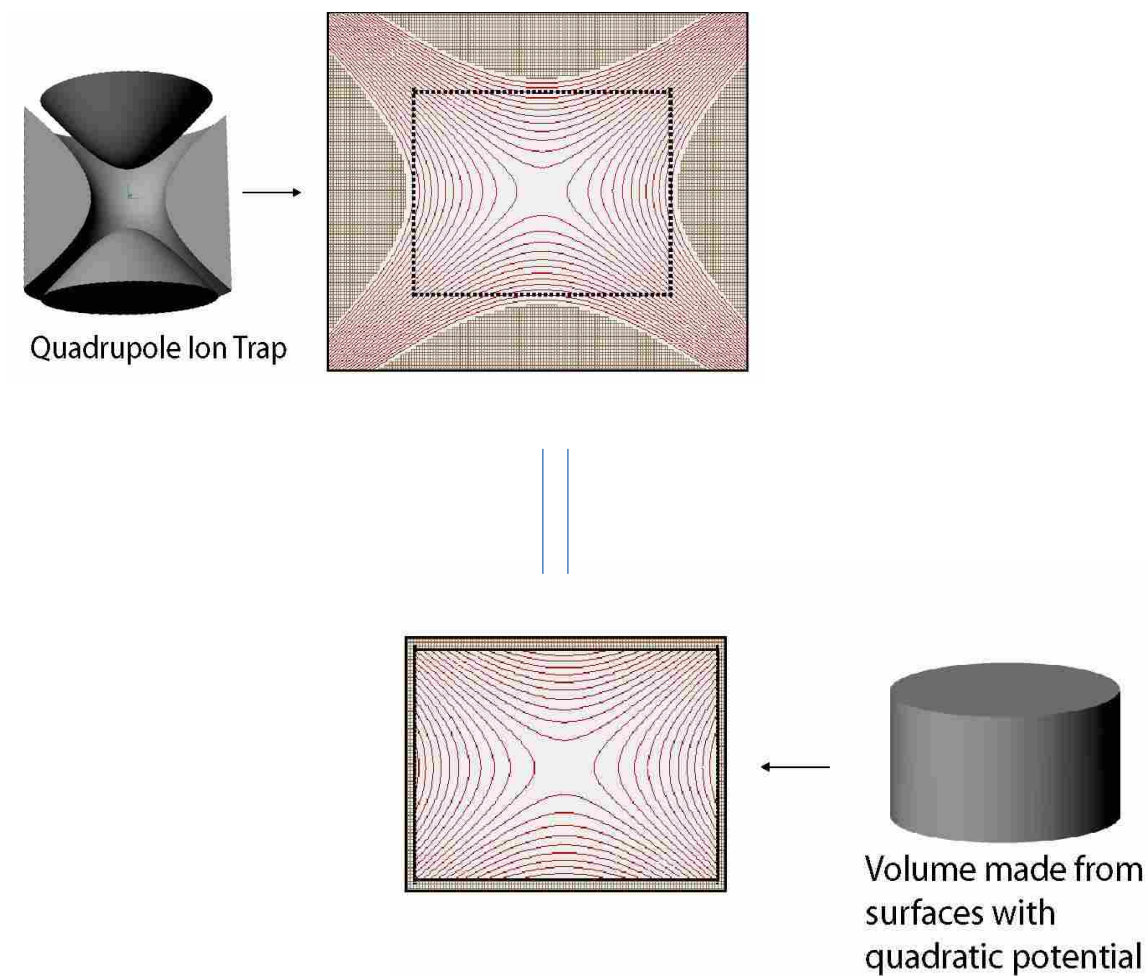 Quadrupole Ion Trap
Volume made from
surfaces with
quadratic potential